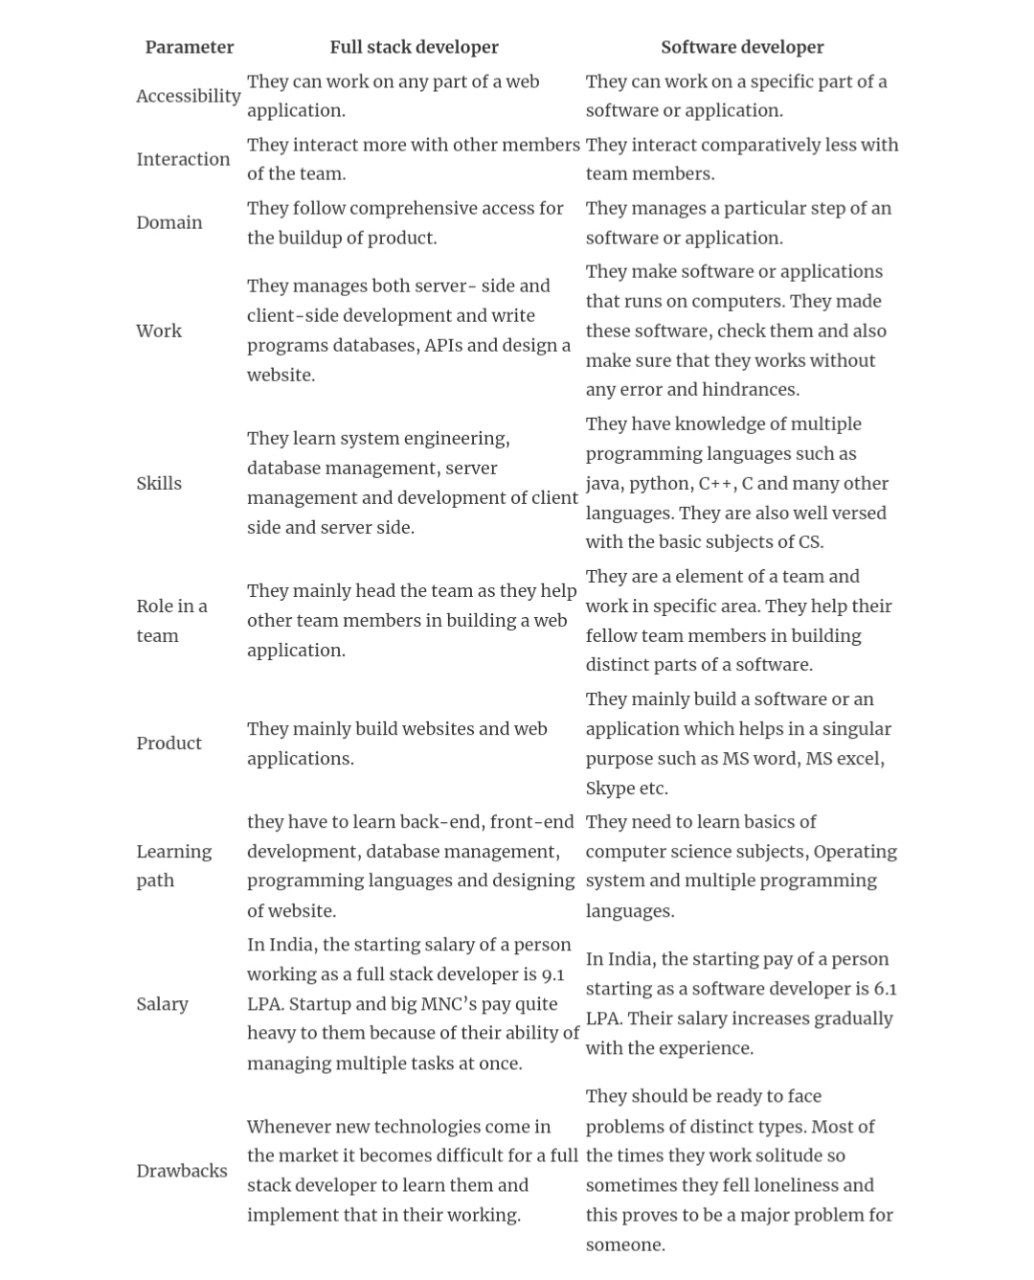 Parameter Full stack developer Software developer
Accessibility
They can work on any part of a web
application.
They can work on a specific part of a
software or application.
Interaction
They interact more with other members
of the team.
They interact comparatively less with
team members.
Domain
They follow comprehensive access for
the buildup of product.
They manages a particular step of an
software or application.
Work
They manages both server- side and
client-side development and write
programs databases, APIs and design a
website.
They make software or applications
that runs on computers. They made
these software, check them and also
make sure that they works without
any error and hindrances.
Skills
They learn system engineering,
database management, server
management and development of client
side and server side.
They have knowledge of multiple
programming languages such as
java, python, C++, C and many other
languages. They are also well versed
with the basic subjects of CS.
Role in a
team
They mainly head the team as they help
other team members in building a web
application.
They are a element of a team and
work in specific area. They help their
fellow team members in building
distinct parts of a software.
Product
They mainly build websites and web
applications.
They mainly build a software or an
application which helps in a singular
purpose such as MS word, MS excel,
Skype etc.
Learning
path
they have to learn back-end, front-end
development, database management,
programming languages and designing
of website.
They need to learn basics of
computer science subjects, Operating
system and multiple programming
languages.
Salary
In India, the starting salary of a person
working as a full stack developer is 9.1
LPA. Startup and big MNC’s pay quite
heavy to them because of their ability of
managing multiple tasks at once.
In India, the starting pay of a person
starting as a software developer is 6.1
LPA. Their salary increases gradually
with the experience.
Drawbacks
Whenever new technologies come in
the market it becomes difficult for a full
stack developer to learn them and
implement that in their working.
They should be ready to face
problems of distinct types. Most of
the times they work solitude so
sometimes they fell loneliness and
this proves to be a major problem for
someone.